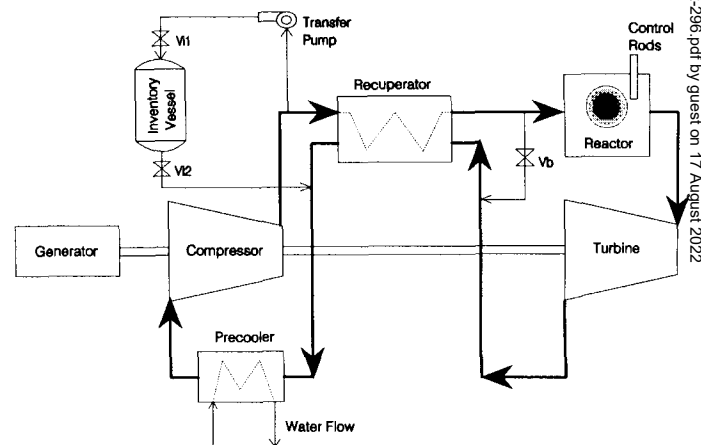 Transfer
Pump
Control
Rods
Vi1
Inventory
Vessel
Recuperator
Reactor
Vi2
Vb
Generator
Compressor
Turbine
Precooler
Water Flow
-296.pdf by guest on 17 August 2022